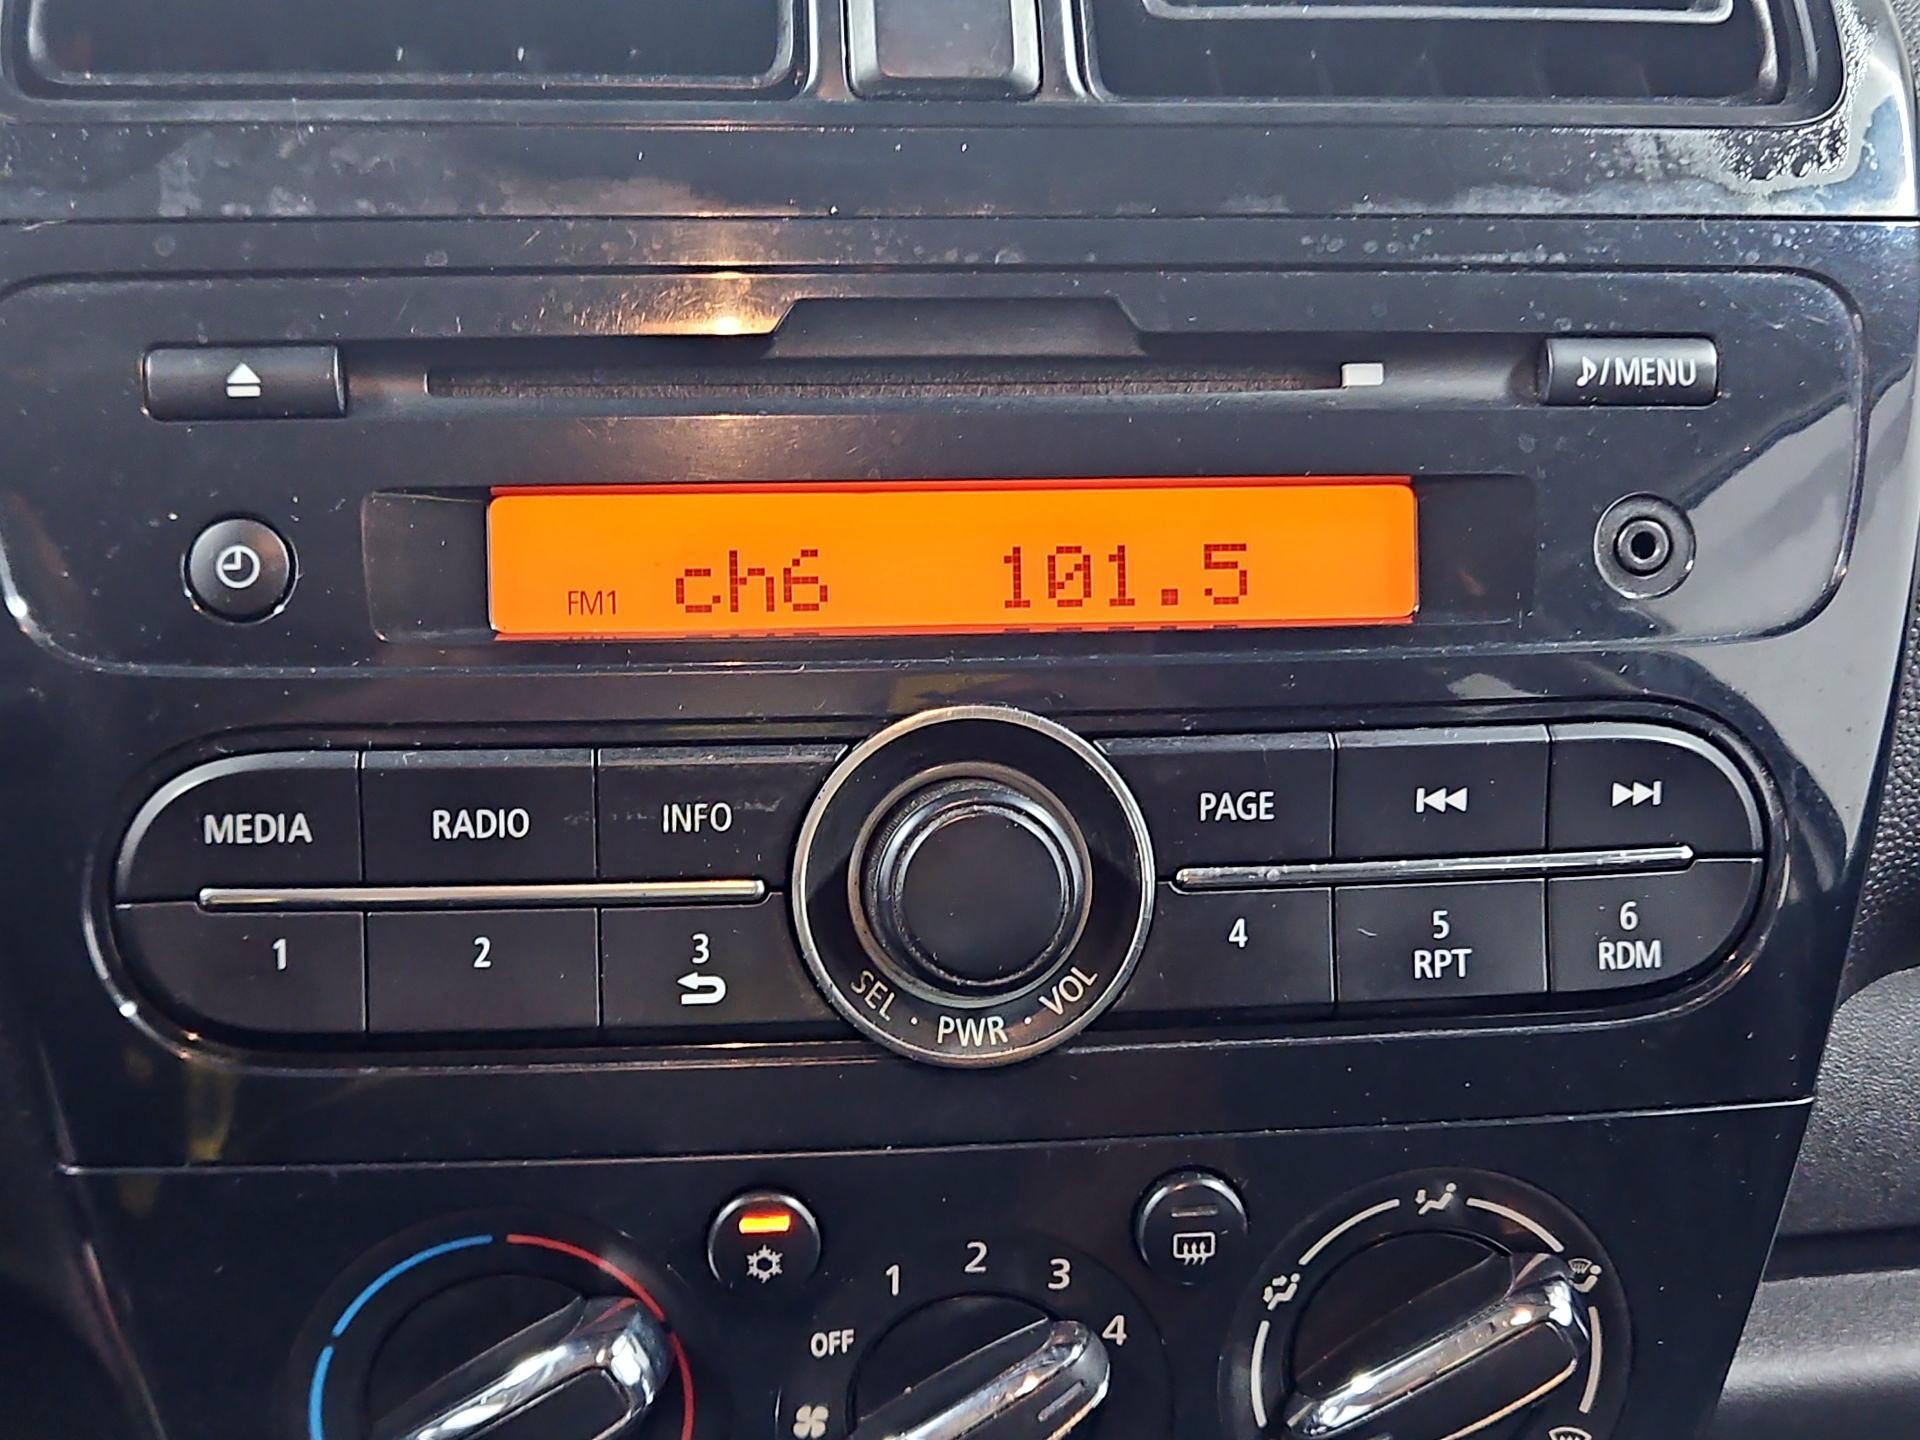 ♪/MENU
FM1 ch6 101.5
MEDIA RADIO INFO PAGE
1 2 3 4 5 6
RPT RDM
SEL · PWR · VOL
1 2 3 4
OFF